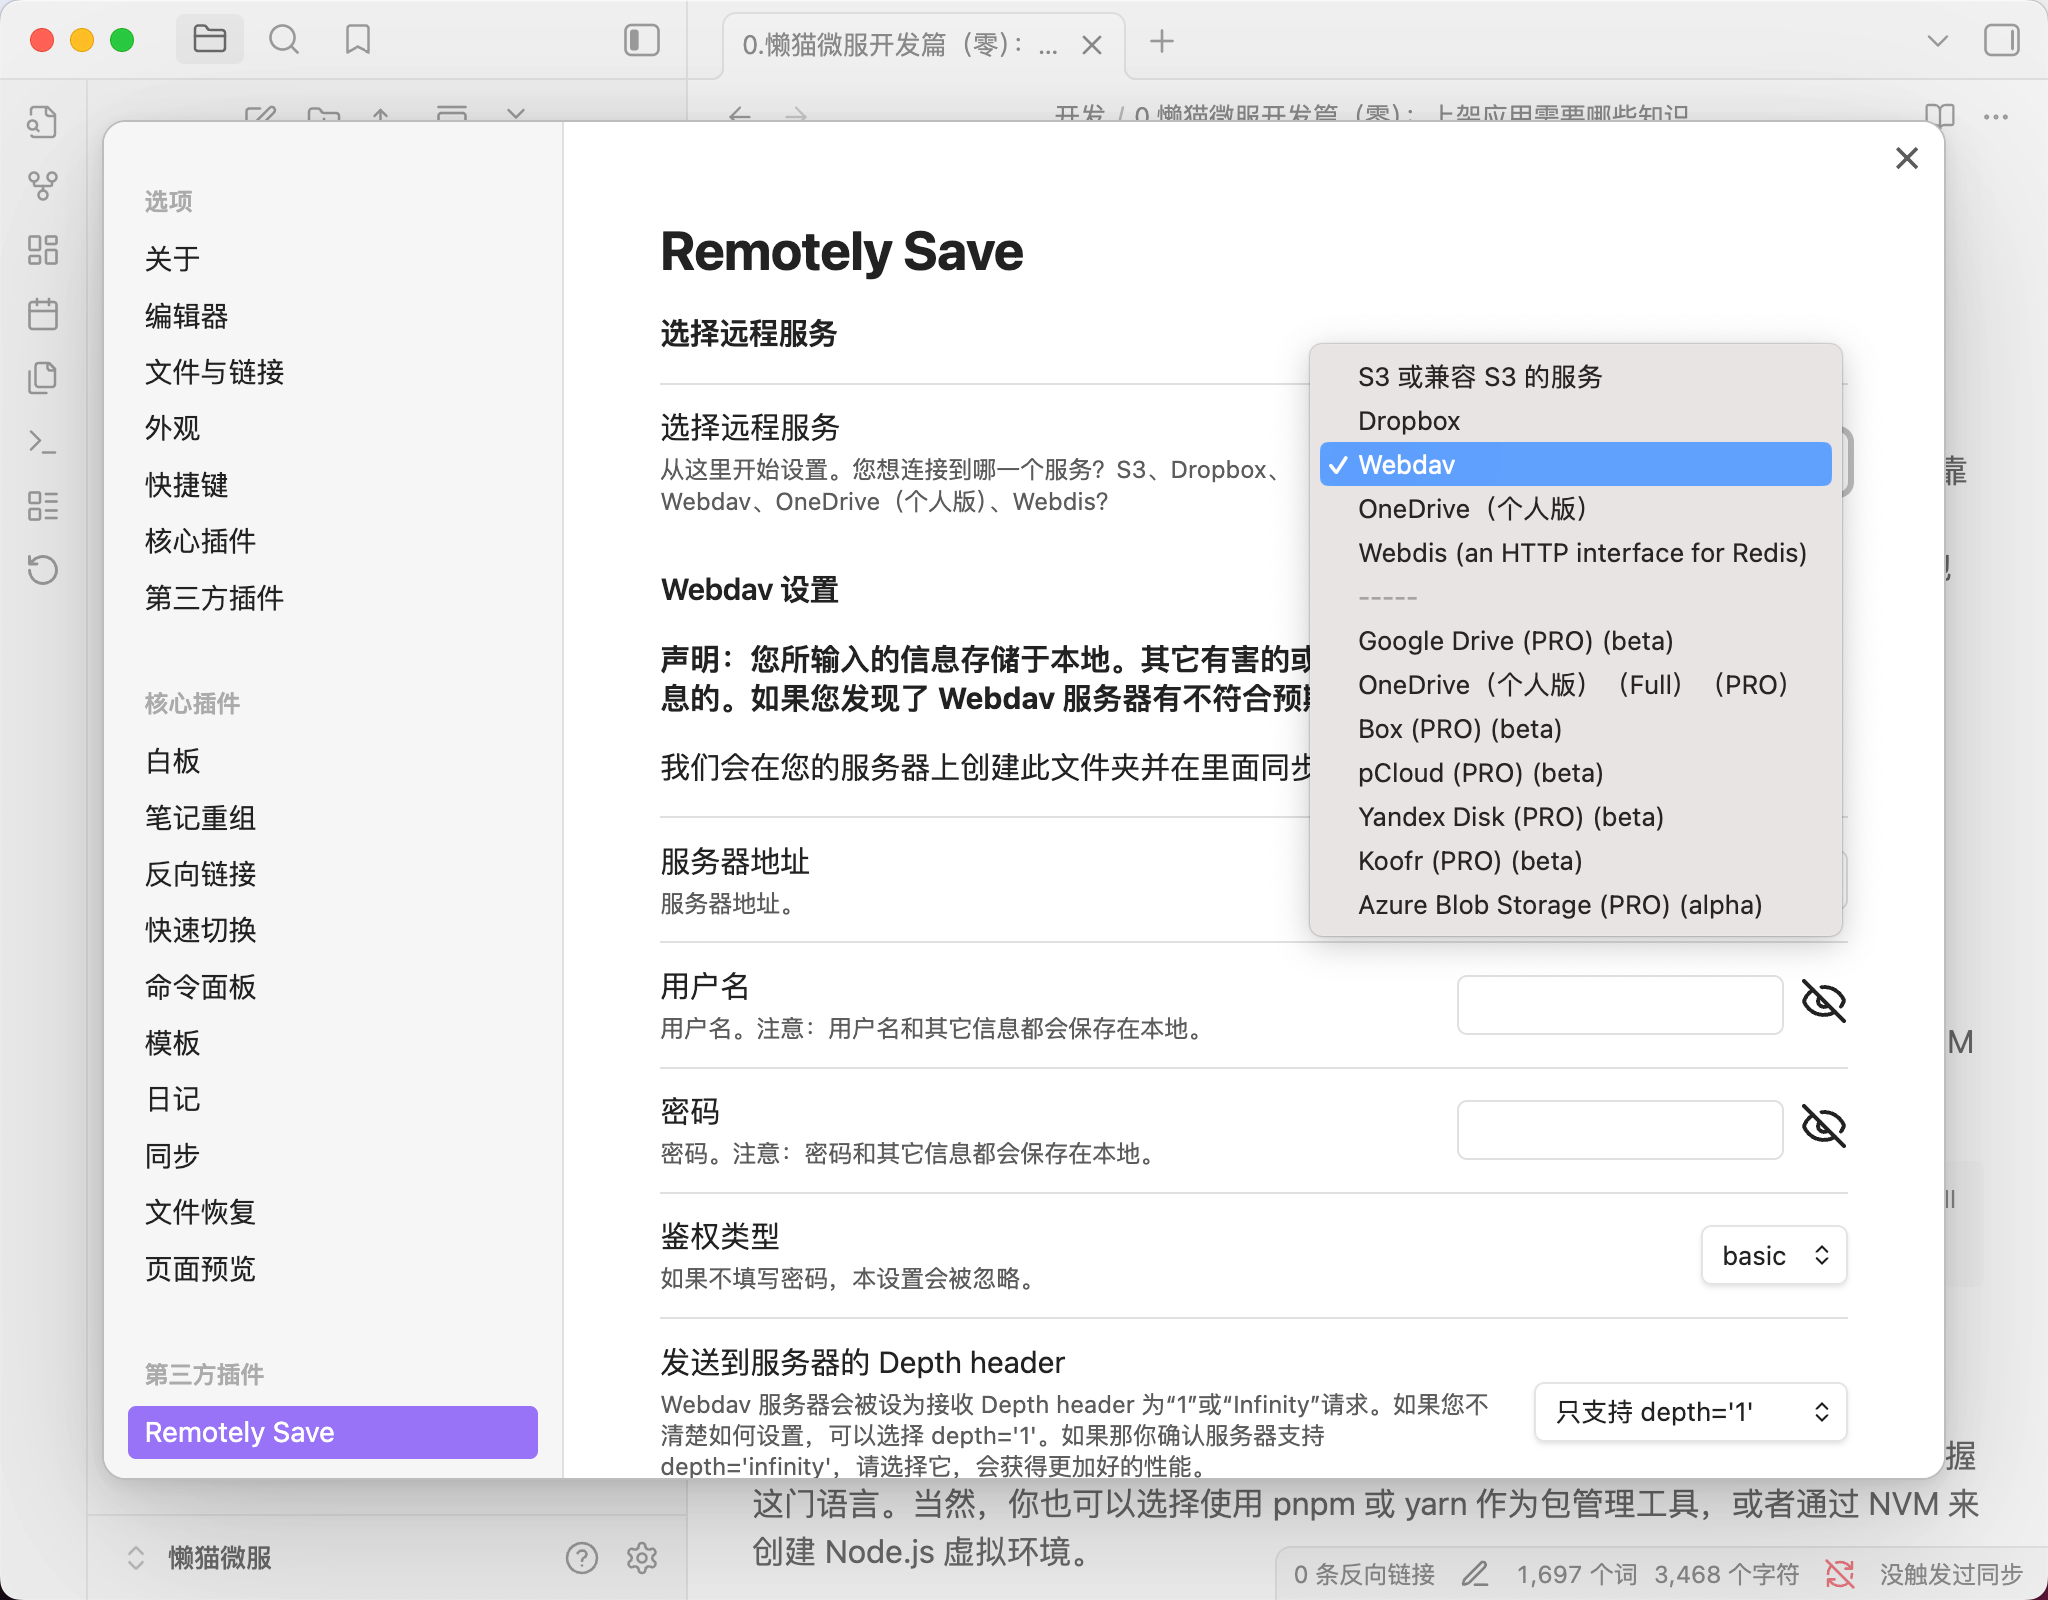 0.懒猫微服开发篇（零）：...
开发 / 0.懒猫微服开发篇（零）：上架应用需要哪些知识
选项
关于
编辑器
文件与链接
外观
快捷键
核心插件
第三方插件
核心插件
白板
笔记重组
反向链接
快速切换
命令面板
模板
日记
同步
文件恢复
页面预览
第三方插件
Remotely Save
Remotely Save
选择远程服务
选择远程服务
从这里开始设置。您想连接到哪一个服务？S3、Dropbox、
Webdav、OneDrive（个人版）、Webdis？
S3 或兼容 S3 的服务
Dropbox
Webdav
OneDrive（个人版）
Webdis (an HTTP interface for Redis)
-----
Google Drive (PRO) (beta)
OneDrive（个人版）（Full）（PRO）
Box (PRO) (beta)
pCloud (PRO) (beta)
Yandex Disk (PRO) (beta)
Koofr (PRO) (beta)
Azure Blob Storage (PRO) (alpha)
Webdav 设置
声明：您所输入的信息存储于本地。其它有害的或
息的。如果您发现了 Webdav 服务器有不符合预期
我们会在您的服务器上创建此文件夹并在里面同步
服务器地址
服务器地址。
用户名
用户名。注意：用户名和其它信息都会保存在本地。
密码
密码。注意：密码和其它信息都会保存在本地。
鉴权类型
如果不填写密码，本设置会被忽略。
basic
发送到服务器的 Depth header
Webdav 服务器会被设为接收 Depth header 为“1”或“Infinity”请求。如果您不
清楚如何设置，可以选择 depth='1'。如果那你确认服务器支持
depth='infinity'，请选择它，会获得更加好的性能。
只支持 depth='1'
靠
M
握
这门语言。当然，你也可以选择使用 pnpm 或 yarn 作为包管理工具，或者通过 NVM 来
创建 Node.js 虚拟环境。
懒猫微服
0 条反向链接
1,697 个词
3,468 个字符
没触发过同步